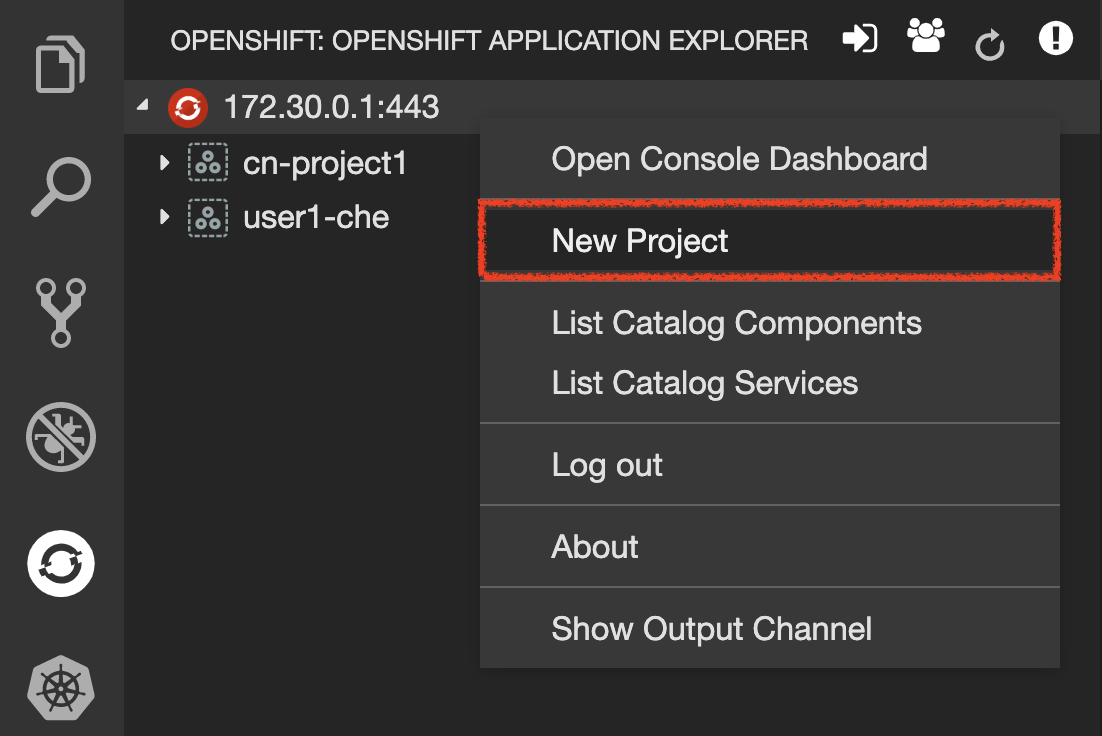 OPENSHIFT: OPENSHIFT APPLICATION EXPLORER
172.30.0.1:443
cn-project1
user1-che
Open Console Dashboard
New Project
List Catalog Components
List Catalog Services
Log out
About
Show Output Channel